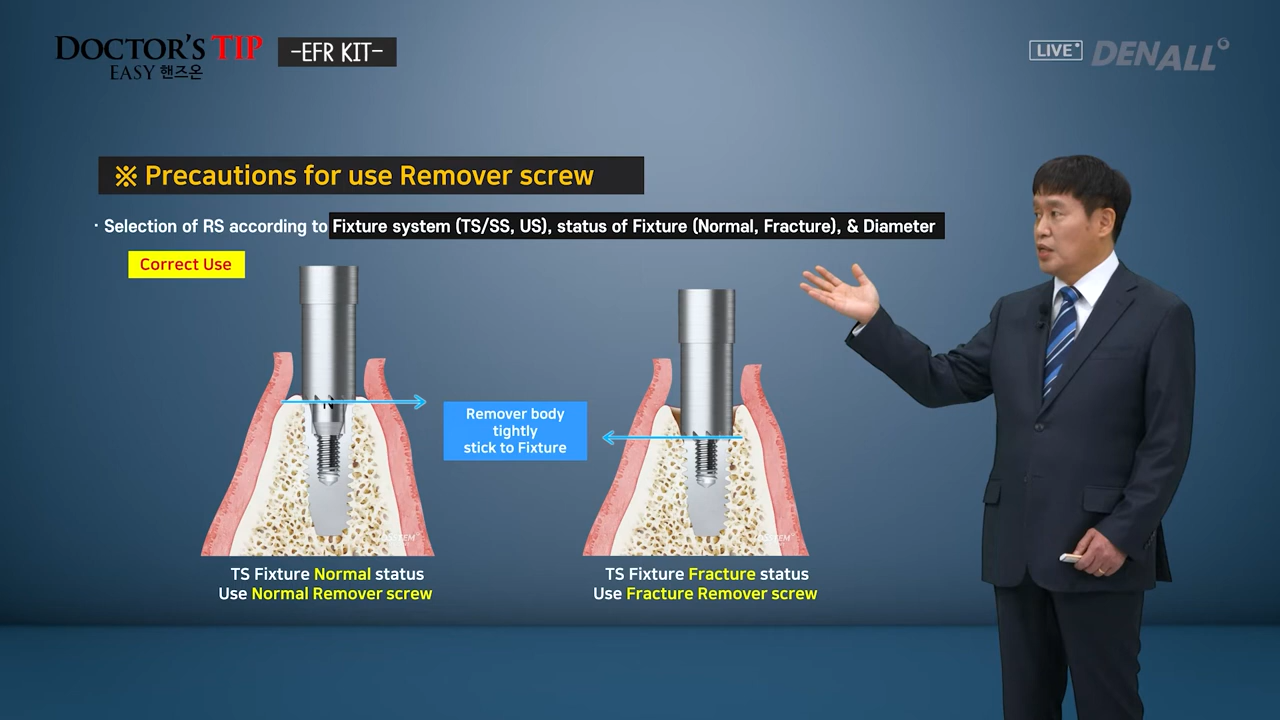 DOCTOR'S TIP
EASY 핸즈온
-EFR KIT-
LIVE
DENALL
※ Precautions for use Remover screw
· Selection of RS according to Fixture system (TS/SS, US), status of Fixture (Normal, Fracture), & Diameter
Correct Use
N
Remover body
tightly
stick to Fixture
TS Fixture Normal status
Use Normal Remover screw
TS Fixture Fracture status
Use Fracture Remover screw